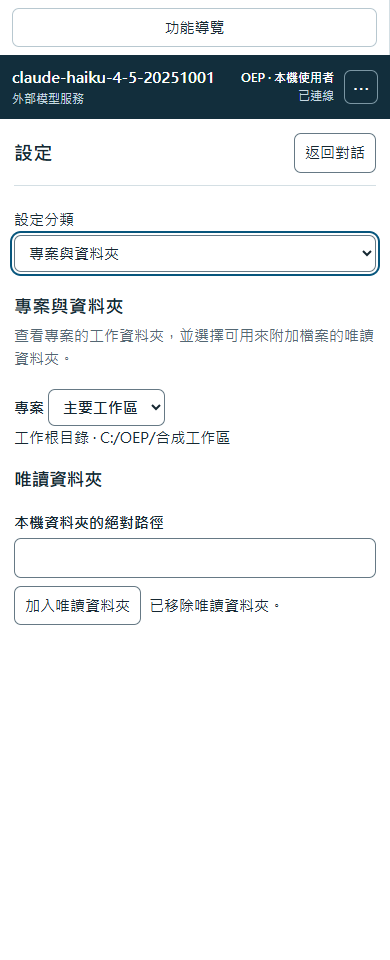 功能導覽
claude-haiku-4-5-20251001
外部模型服務
OEP · 本機使用者
已連線
...
設定
返回對話
設定分類
專案與資料夾
專案與資料夾
查看專案的工作資料夾，並選擇可用來附加檔案的唯讀
資料夾。
專案 主要工作區
工作根目錄 · C:/OEP/合成工作區
唯讀資料夾
本機資料夾的絕對路徑
加入唯讀資料夾 已移除唯讀資料夾。